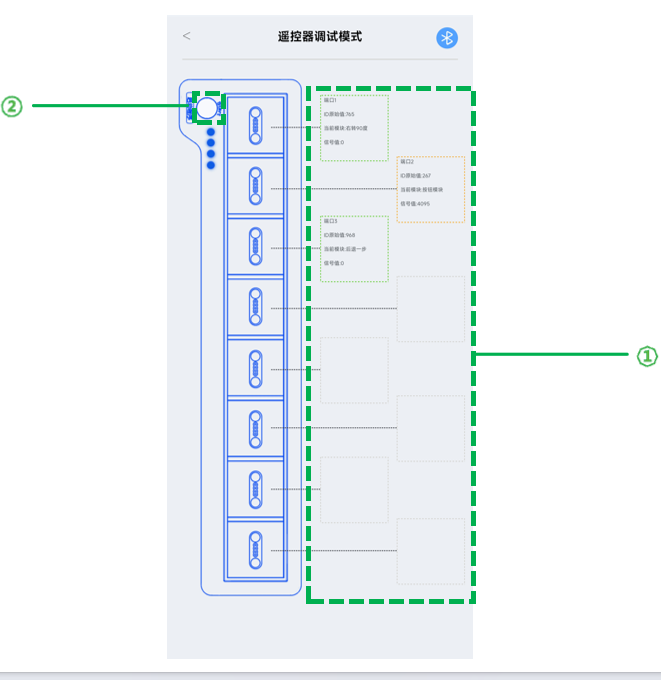 <
遥控器调试模式
②
端口1
ID原始值:765
当前模块:右转90度
信号值:0
端口2
ID原始值:267
当前模块:按钮模块
信号值:4095
端口3
ID原始值:968
当前模块:后退一步
信号值:0
①